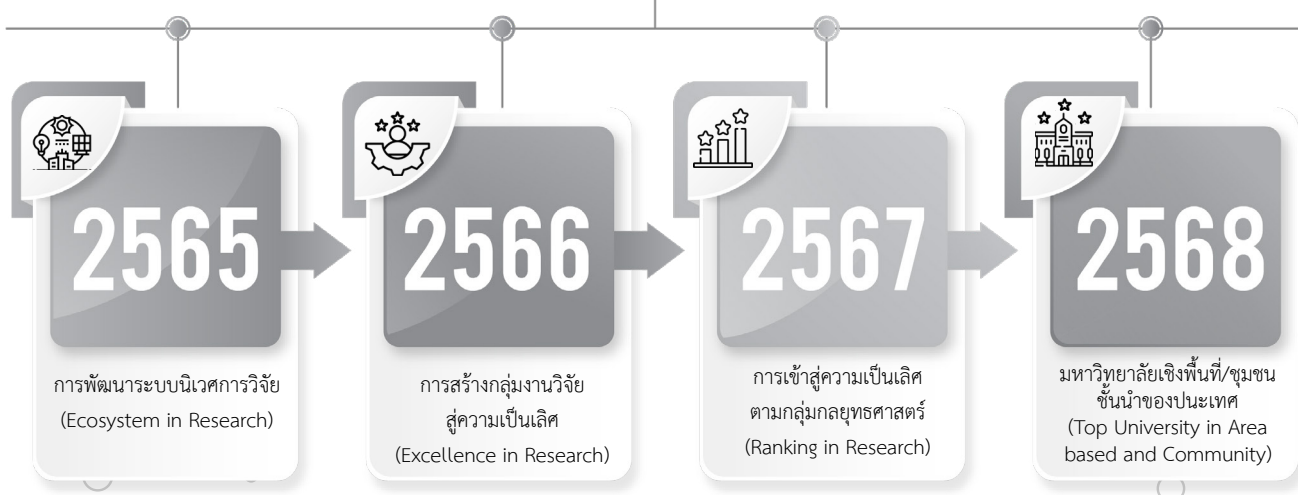 2565
การพัฒนาระบบนิเวศการวิจัย
(Ecosystem in Research)
2566
การสร้างกลุ่มงานวิจัย
สู่ความเป็นเลิศ
(Excellence in Research)
2567
การเข้าสู่ความเป็นเลิศ
ตามกลุ่มกลยุทธศาสตร์
(Ranking in Research)
2568
มหาวิทยาลัยเชิงพื้นที่/ชุมชน
ชั้นนำของปนะเทศ
(Top University in Area
based and Community)